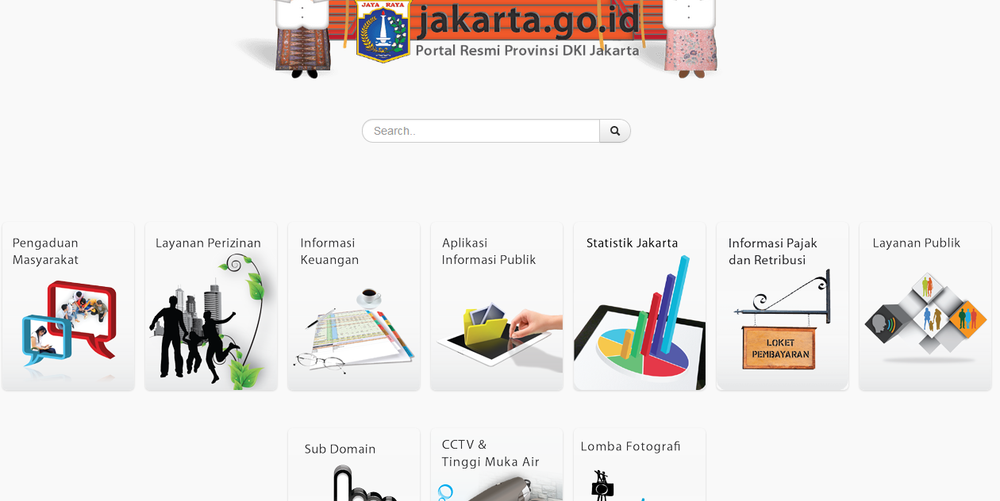 JAYA RAYA
jakarta.go.id
Portal Resmi Provinsi DKI Jakarta
Search..
Pengaduan
Masyarakat
Layanan Perizinan
Informasi
Keuangan
Aplikasi
Informasi Publik
Statistik Jakarta
Informasi Pajak
dan Retribusi
LOKET
PEMBAYARAN
Layanan Publik
Sub Domain
CCTV &
Tinggi Muka Air
Lomba Fotografi